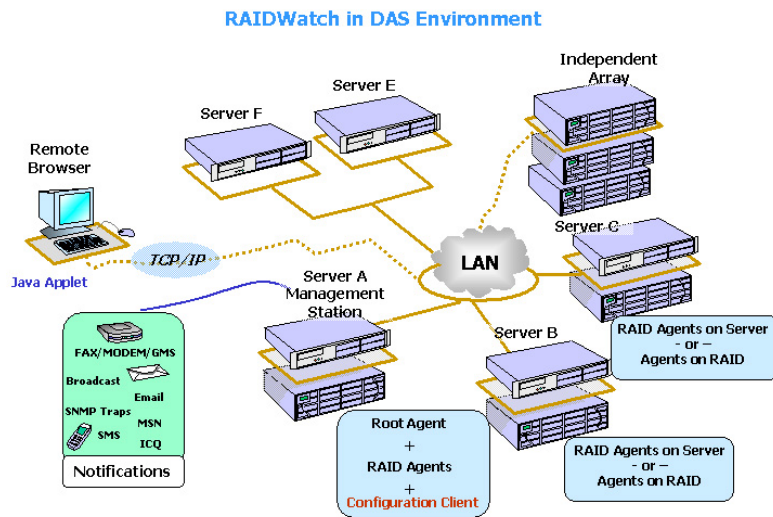 RAIDWatch in DAS Environment
Independent
Array
Server E
Server F
Remote
Browser
Server C
TCP/IP
LAN
Java Applet
Server A
Management
Station
Server B
RAID Agents on Server
- or –
Agents on RAID
FAX/MODEM/GMS
Broadcast
Email
SNMP Traps
MSN
SMS
ICQ
Notifications
Root Agent
+
RAID Agents
+
Configuration Client
RAID Agents on Server
- or –
Agents on RAID